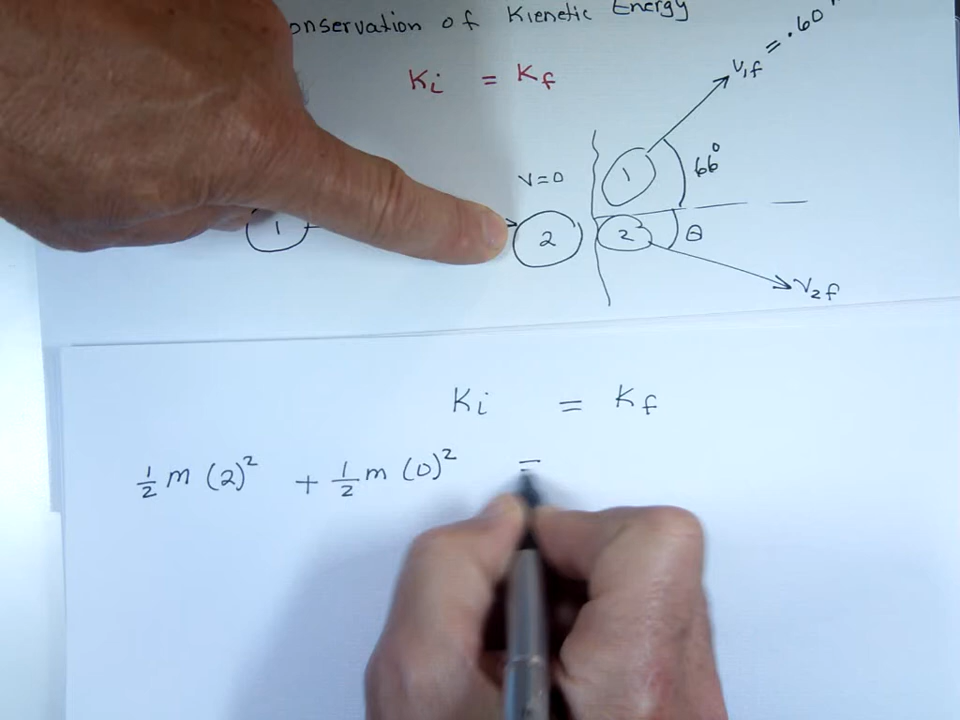 onservation of Kienetic Energy
Ki = Kf
V1f = .60
V=0
66°
1
1
2
2
θ
V2f
Ki = Kf
½ m (2)² + ½ m (0)² =